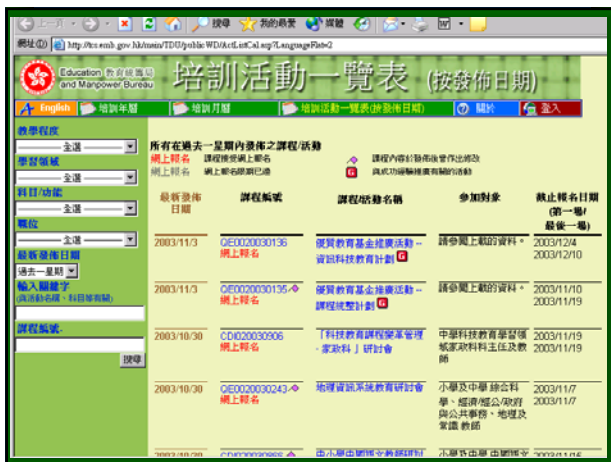 上一頁
搜尋 我的最愛 媒體
網址(D) http://tcs.emb.gov.hk/main/TDU/publicWD/ActListCal.asp?LanguageFlat=2
Education 教育統籌局
and Manpower Bureau
培訓活動一覽表 (按發佈日期)
English 培訓年曆 培訓月曆 培訓活動一覽表(按發佈日期) 關於 登入
教學程度
全選
學習領域
全選
科目/功能
全選
職位
全選
最新發佈日期
過去一星期
輸入關鍵字
(與活動名稱、科目等有關)
課程編號
搜尋
所有在過去一星期內發佈之課程/活動
網上報名 課程接受網上報名 課程內容於發佈後曾作出修改
網上報名 網上報名限期已過 G 與成功經驗推廣有關的活動
最新發佈日期 課程編號 課程/活動名稱 參加對象 截止報名日期 (第一場/最後一場)
2003/11/3 QE0020030136 優質教育基金推廣活動 -- 資訊科技教育計劃 G 請參閱上載的資料。 2003/12/4
網上報名 2003/12/10
2003/11/3 QE0020030135 優質教育基金推廣活動 -- 課程統整計劃 G 請參閱上載的資料。 2003/11/10
網上報名 2003/11/19
2003/10/30 CDI020030906 「科技教育課程變革管理 - 家政科」研討會 中學科技教育學習領域家政科科主任及教師 2003/11/19
網上報名 2003/11/19
2003/10/30 QE0020030243 地理資訊系統教育研討會 小學及中學 綜合科學、經濟/經公/政府與公共事務、地理及常識 教師 2003/11/7
網上報名 2003/11/7